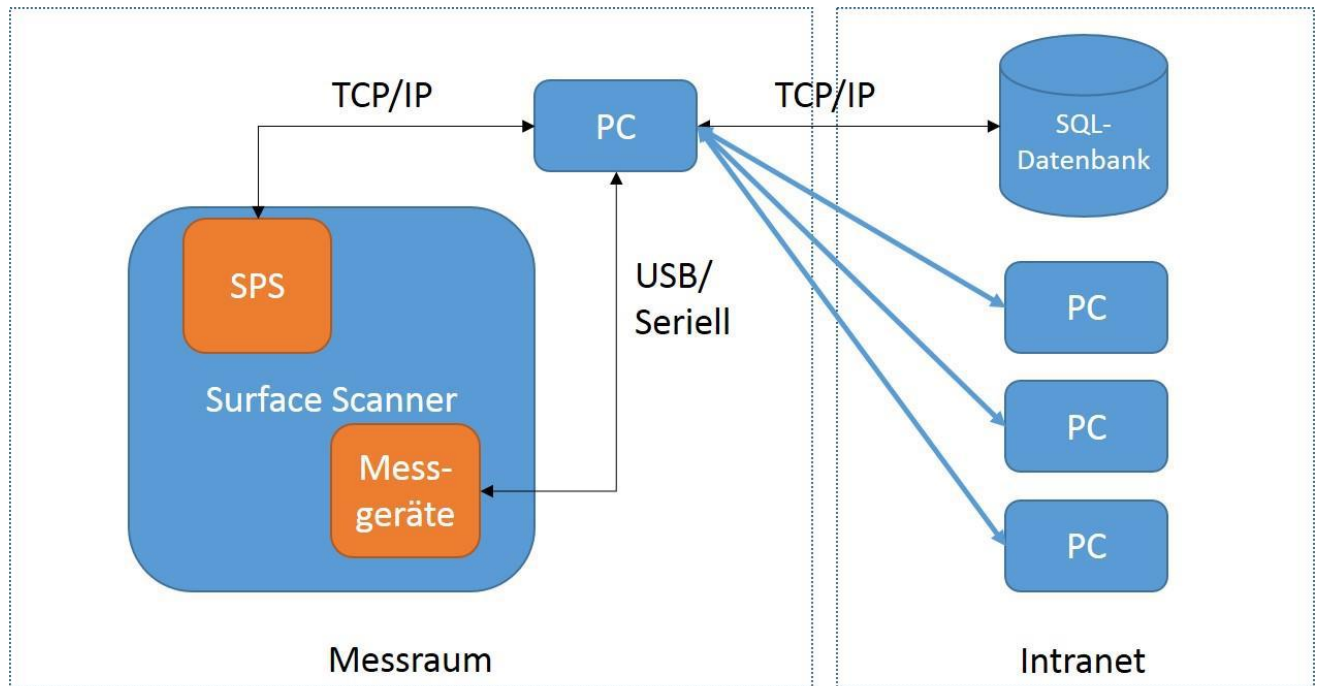 TCP/IP
PC
TCP/IP
SQL-
Datenbank
SPS
USB/
Seriell
PC
Surface Scanner
PC
Mess-
geräte
PC
Messraum
Intranet